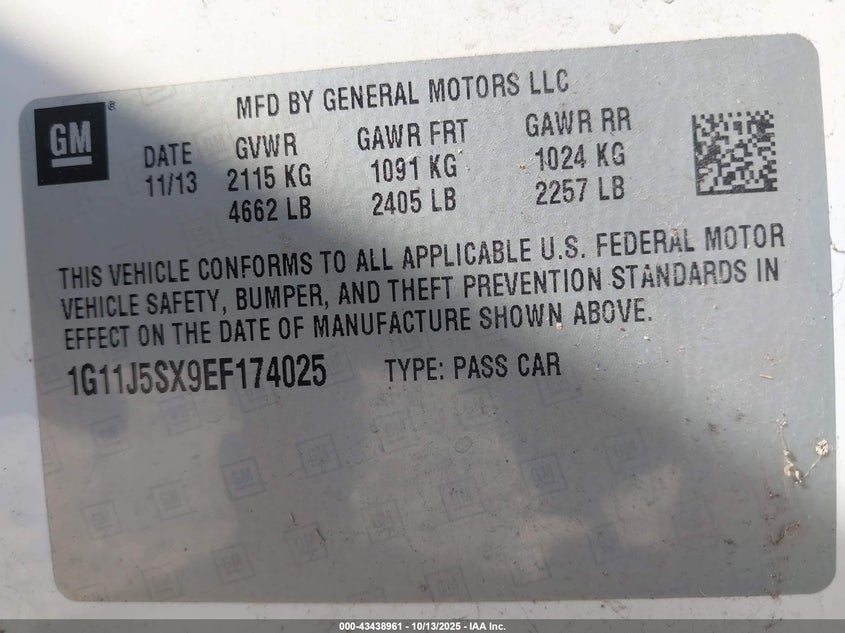 MFD BY GENERAL MOTORS LLC
GM®
DATE GVWR GAWR FRT GAWR RR
11/13 2115 KG 1091 KG 1024 KG
4662 LB 2405 LB 2257 LB
THIS VEHICLE CONFORMS TO ALL APPLICABLE U.S. FEDERAL MOTOR
VEHICLE SAFETY, BUMPER, AND THEFT PREVENTION STANDARDS IN
EFFECT ON THE DATE OF MANUFACTURE SHOWN ABOVE.
1G11J5SX9EF174025 TYPE: PASS CAR
000-43438961 - 10/13/2025 - IAA Inc.